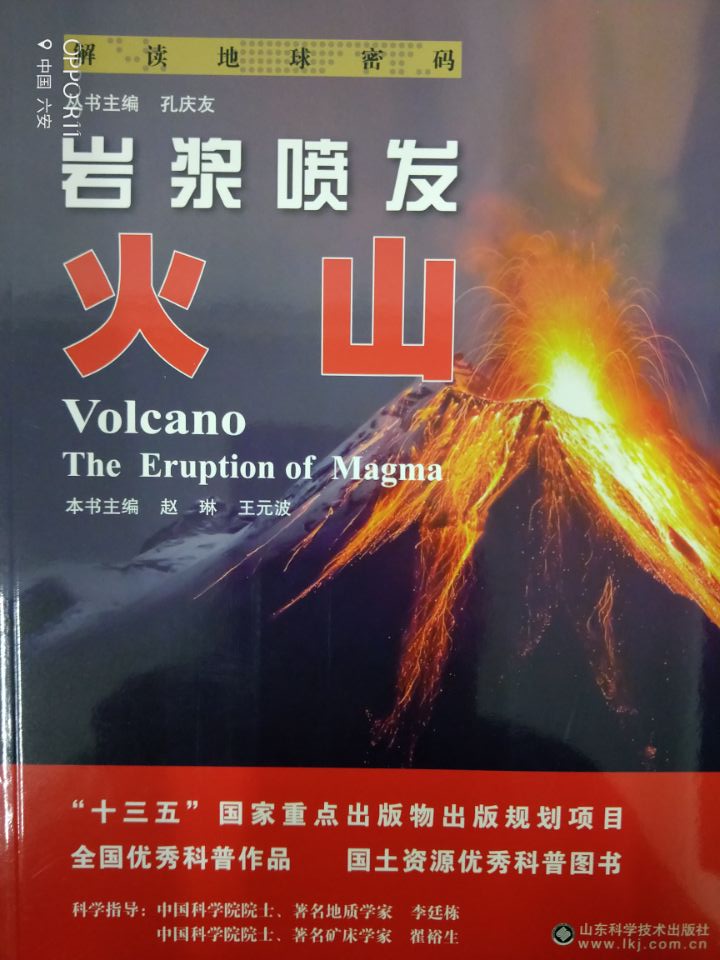 解读地球密码
丛书主编 孔庆友
岩浆喷发
火山
Volcano
The Eruption of Magma
本书主编 赵 琳 王元波
“十三五”国家重点出版物出版规划项目
全国优秀科普作品 国土资源优秀科普图书
科学指导：中国科学院院士、著名地质学家 李廷栋
中国科学院院士、著名矿床学家 翟裕生
山东科学技术出版社
www.lkj.com.cn
OPPO R11
中国 六安